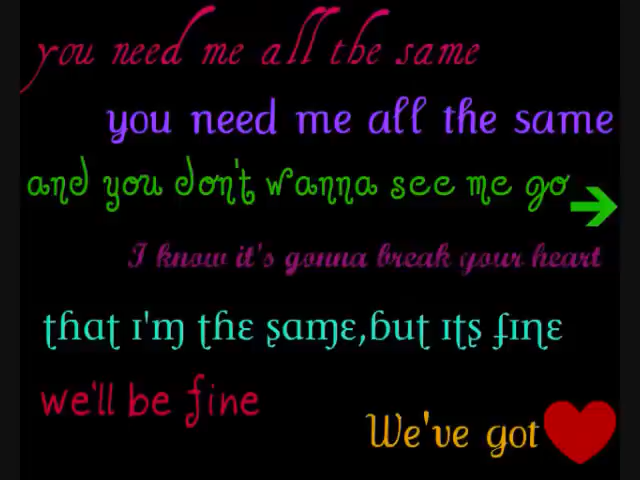 you need me all the same
you need me all the same
and you don't wanna see me go
I know it's gonna break your heart
that I'm the same,but its fine
we'll be fine
We've got